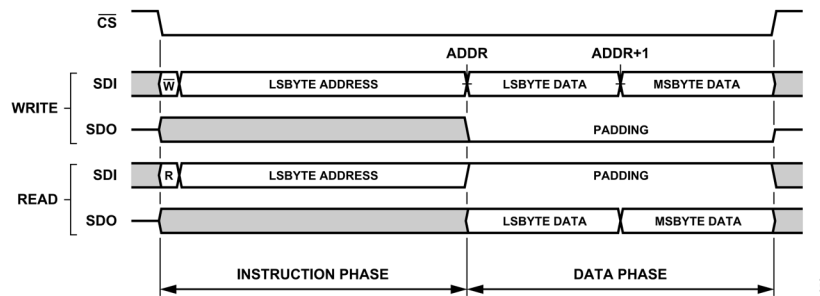 C̅S̅
ADDR ADDR+1
SDI W̅ LSBYTE ADDRESS LSBYTE DATA MSBYTE DATA
WRITE
SDO PADDING
SDI R LSBYTE ADDRESS PADDING
READ
SDO LSBYTE DATA MSBYTE DATA
INSTRUCTION PHASE DATA PHASE